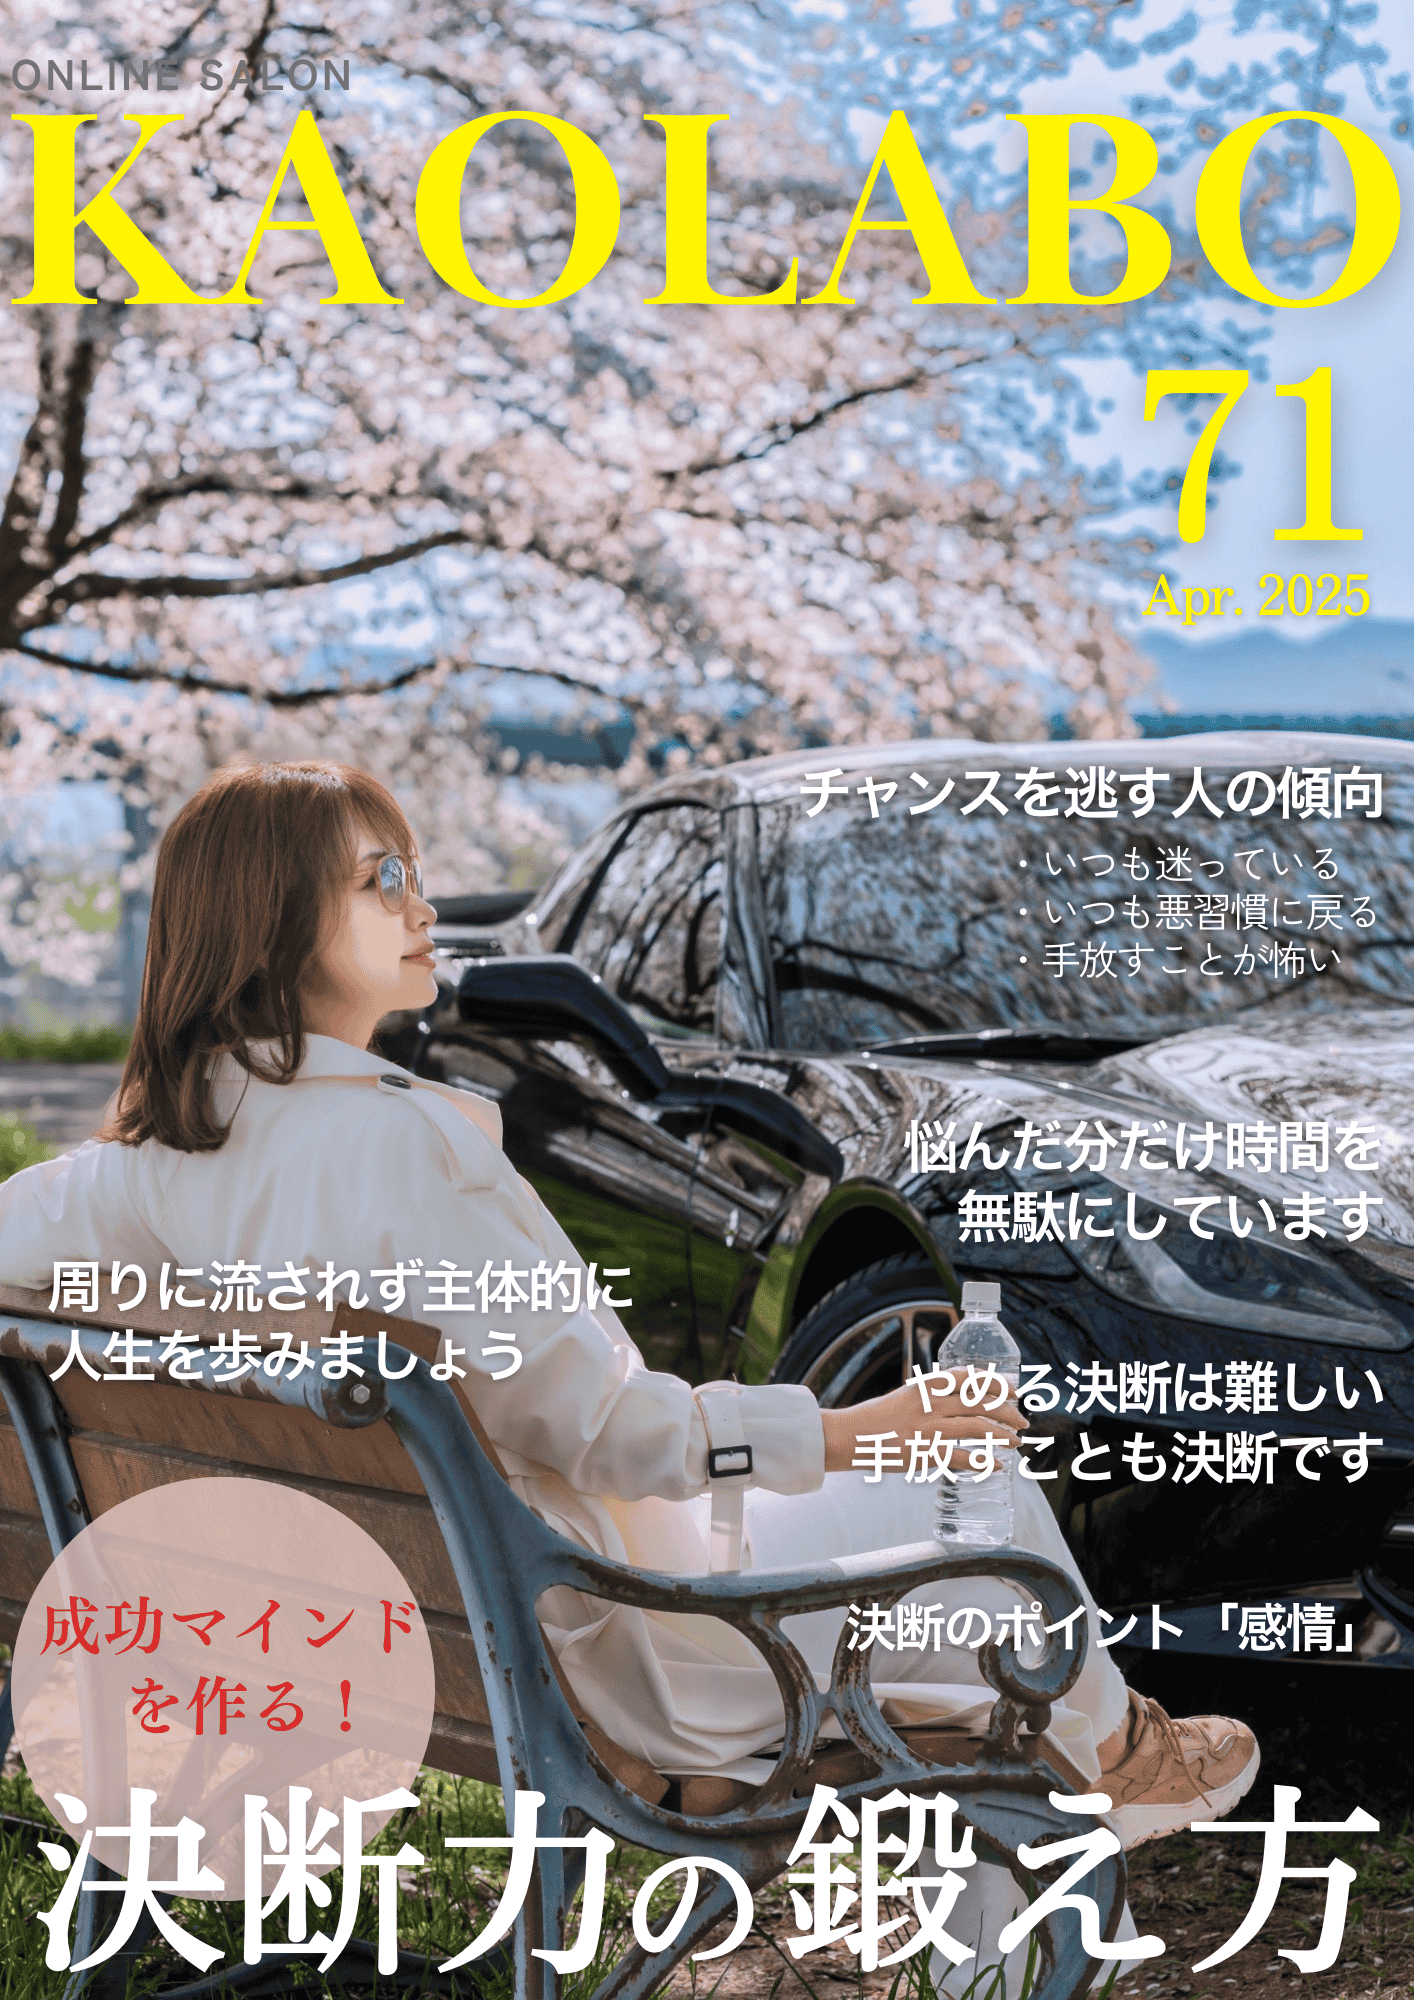 ONLINE SALON
KAOLABO
71
Apr. 2025
チャンスを逃す人の傾向
・いつも迷っている
・いつも悪習慣に戻る
・手放すことが怖い
悩んだ分だけ時間を
無駄にしています
周りに流されず主体的に
人生を歩みましょう
やめる決断は難しい
手放すことも決断です
決断のポイント「感情」
成功マインド
を作る！
決断力の鍛え方